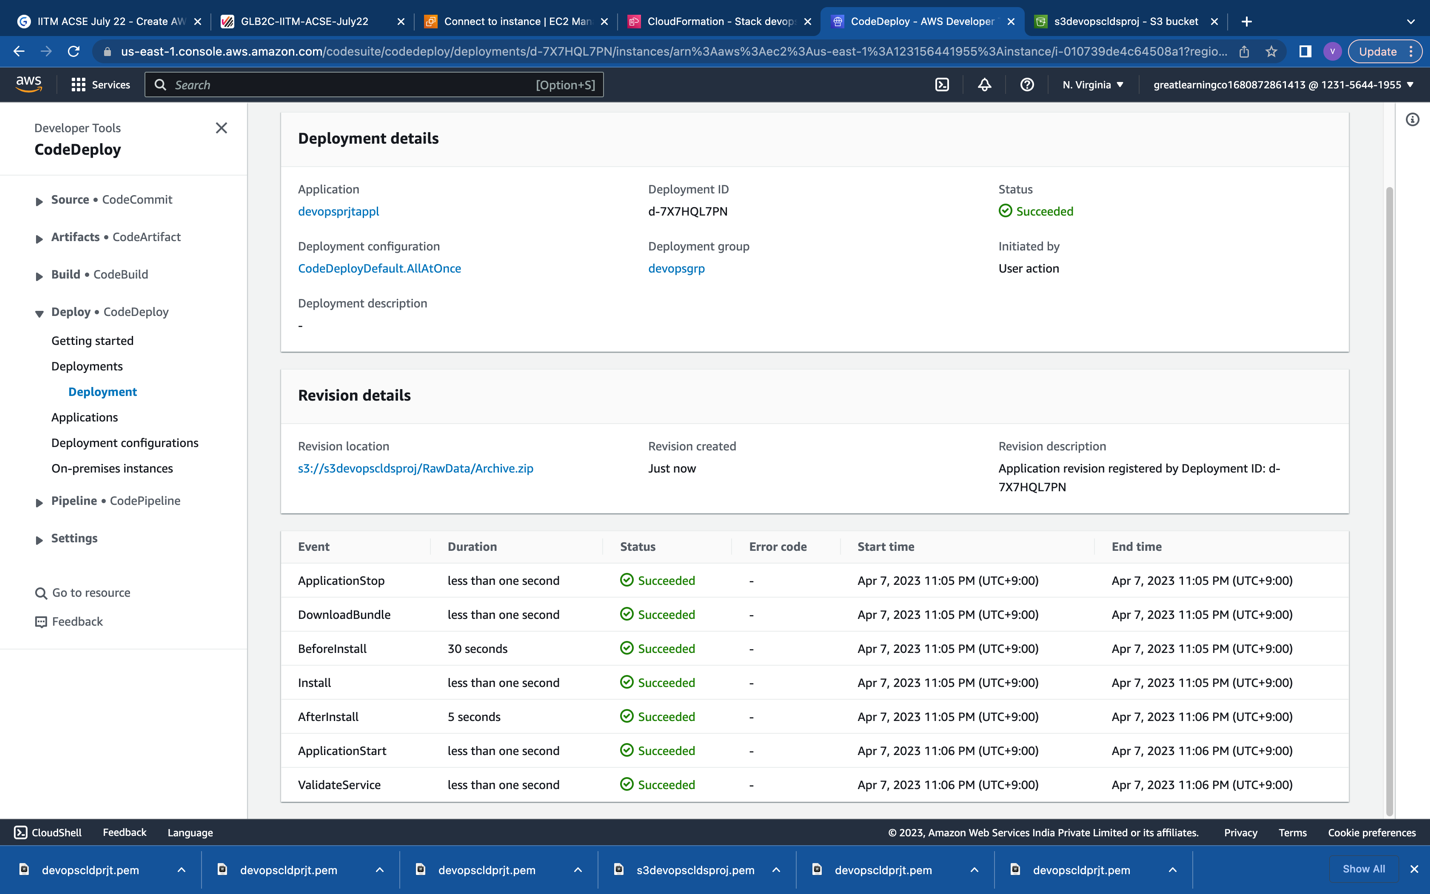 IITM ACSE July 22 - Create AW
GLB2C-IITM-ACSE-July22
Connect to instance | EC2 Man
CloudFormation - Stack devops
CodeDeploy - AWS Developer
s3devopscldsproj - S3 bucket
us-east-1.console.aws.amazon.com/codesuite/codedeploy/deployments/d-7X7HQL7PN/instances/arn%3Aaws%3Aec2%3Aus-east-1%3A123156441955%3Ainstance/i-010739de4c64508a1?regio...
V
Update
aws
Services
Search
[Option+S]
N. Virginia
greatlearningco1680872861413 @ 1231-5644-1955
Developer Tools
CodeDeploy
Source • CodeCommit
Artifacts • CodeArtifact
Build • CodeBuild
Deploy • CodeDeploy
Getting started
Deployments
Deployment
Applications
Deployment configurations
On-premises instances
Pipeline • CodePipeline
Settings
Go to resource
Feedback
Deployment details
Application
Deployment ID
Status
devopsprjtappl
d-7X7HQL7PN
Succeeded
Deployment configuration
Deployment group
Initiated by
CodeDeployDefault.AllAtOnce
devopsgrp
User action
Deployment description
-
Revision details
Revision location
Revision created
Revision description
s3://s3devopscldsproj/RawData/Archive.zip
Just now
Application revision registered by Deployment ID: d-
7X7HQL7PN
Event Duration Status Error code Start time End time
ApplicationStop less than one second Succeeded - Apr 7, 2023 11:05 PM (UTC+9:00) Apr 7, 2023 11:05 PM (UTC+9:00)
DownloadBundle less than one second Succeeded - Apr 7, 2023 11:05 PM (UTC+9:00) Apr 7, 2023 11:05 PM (UTC+9:00)
BeforeInstall 30 seconds Succeeded - Apr 7, 2023 11:05 PM (UTC+9:00) Apr 7, 2023 11:05 PM (UTC+9:00)
Install less than one second Succeeded - Apr 7, 2023 11:05 PM (UTC+9:00) Apr 7, 2023 11:05 PM (UTC+9:00)
AfterInstall 5 seconds Succeeded - Apr 7, 2023 11:05 PM (UTC+9:00) Apr 7, 2023 11:06 PM (UTC+9:00)
ApplicationStart less than one second Succeeded - Apr 7, 2023 11:06 PM (UTC+9:00) Apr 7, 2023 11:06 PM (UTC+9:00)
ValidateService less than one second Succeeded - Apr 7, 2023 11:06 PM (UTC+9:00) Apr 7, 2023 11:06 PM (UTC+9:00)
CloudShell Feedback Language
© 2023, Amazon Web Services India Private Limited or its affiliates. Privacy Terms Cookie preferences
devopscldprjt.pem
devopscldprjt.pem
devopscldprjt.pem
s3devopscldsproj.pem
devopscldprjt.pem
devopscldprjt.pem
Show All